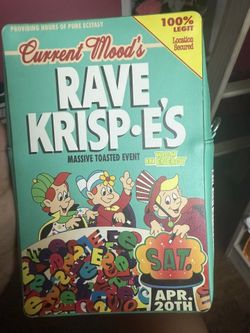 PROVIDING HOURS OF PURE ECSTASY
100%
LEGIT
Location
Secured
Current Mood's
RAVE
KRISP•E'S
MASSIVE TOASTED EVENT
SAT.
APR.
20TH